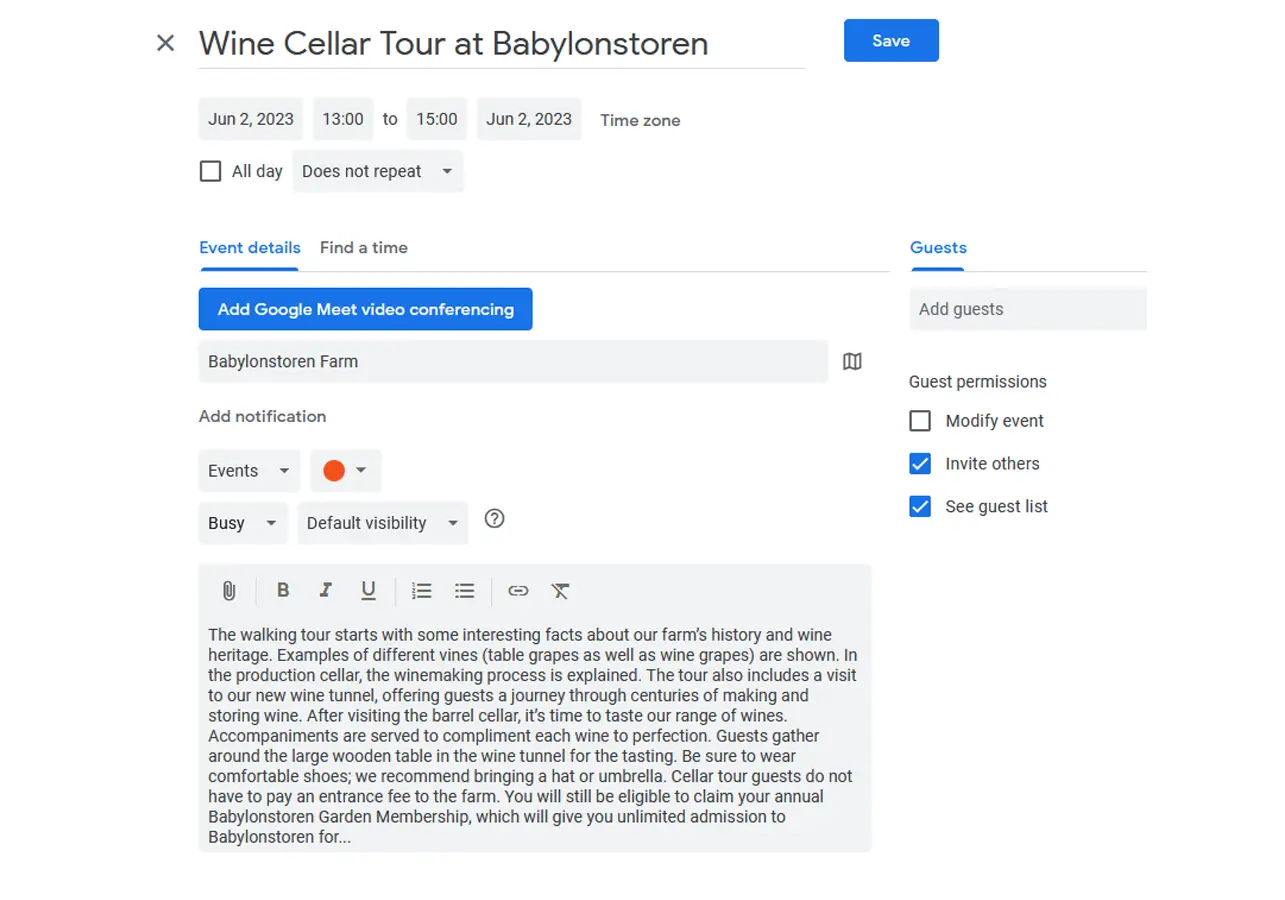 Wine Cellar Tour at Babylonstoren
Save
Jun 2, 2023 13:00 to 15:00 Jun 2, 2023 Time zone
All day Does not repeat
Event details Find a time
Guests
Add Google Meet video conferencing
Add guests
Babylonstoren Farm
Guest permissions
Add notification
Modify event
Events
Invite others
Busy Default visibility
See guest list
B I U
The walking tour starts with some interesting facts about our farm’s history and wine
heritage. Examples of different vines (table grapes as well as wine grapes) are shown. In
the production cellar, the winemaking process is explained. The tour also includes a visit
to our new wine tunnel, offering guests a journey through centuries of making and
storing wine. After visiting the barrel cellar, it’s time to taste our range of wines.
Accompaniments are served to compliment each wine to perfection. Guests gather
around the large wooden table in the wine tunnel for the tasting. Be sure to wear
comfortable shoes; we recommend bringing a hat or umbrella. Cellar tour guests do not
have to pay an entrance fee to the farm. You will still be eligible to claim your annual
Babylonstoren Garden Membership, which will give you unlimited admission to
Babylonstoren for...